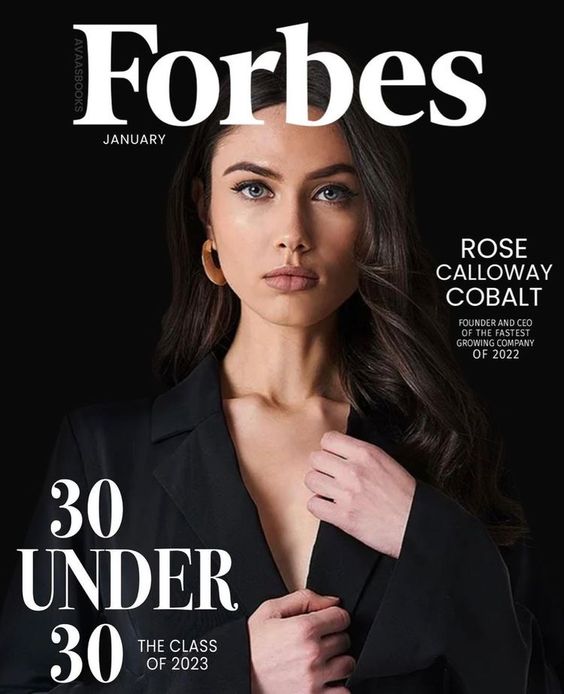 AVAASBOOKS
Forbes
JANUARY
ROSE
CALLOWAY
COBALT
FOUNDER AND CEO
OF THE FASTEST
GROWING COMPANY
OF 2022
30
UNDER
30
THE CLASS
OF 2023